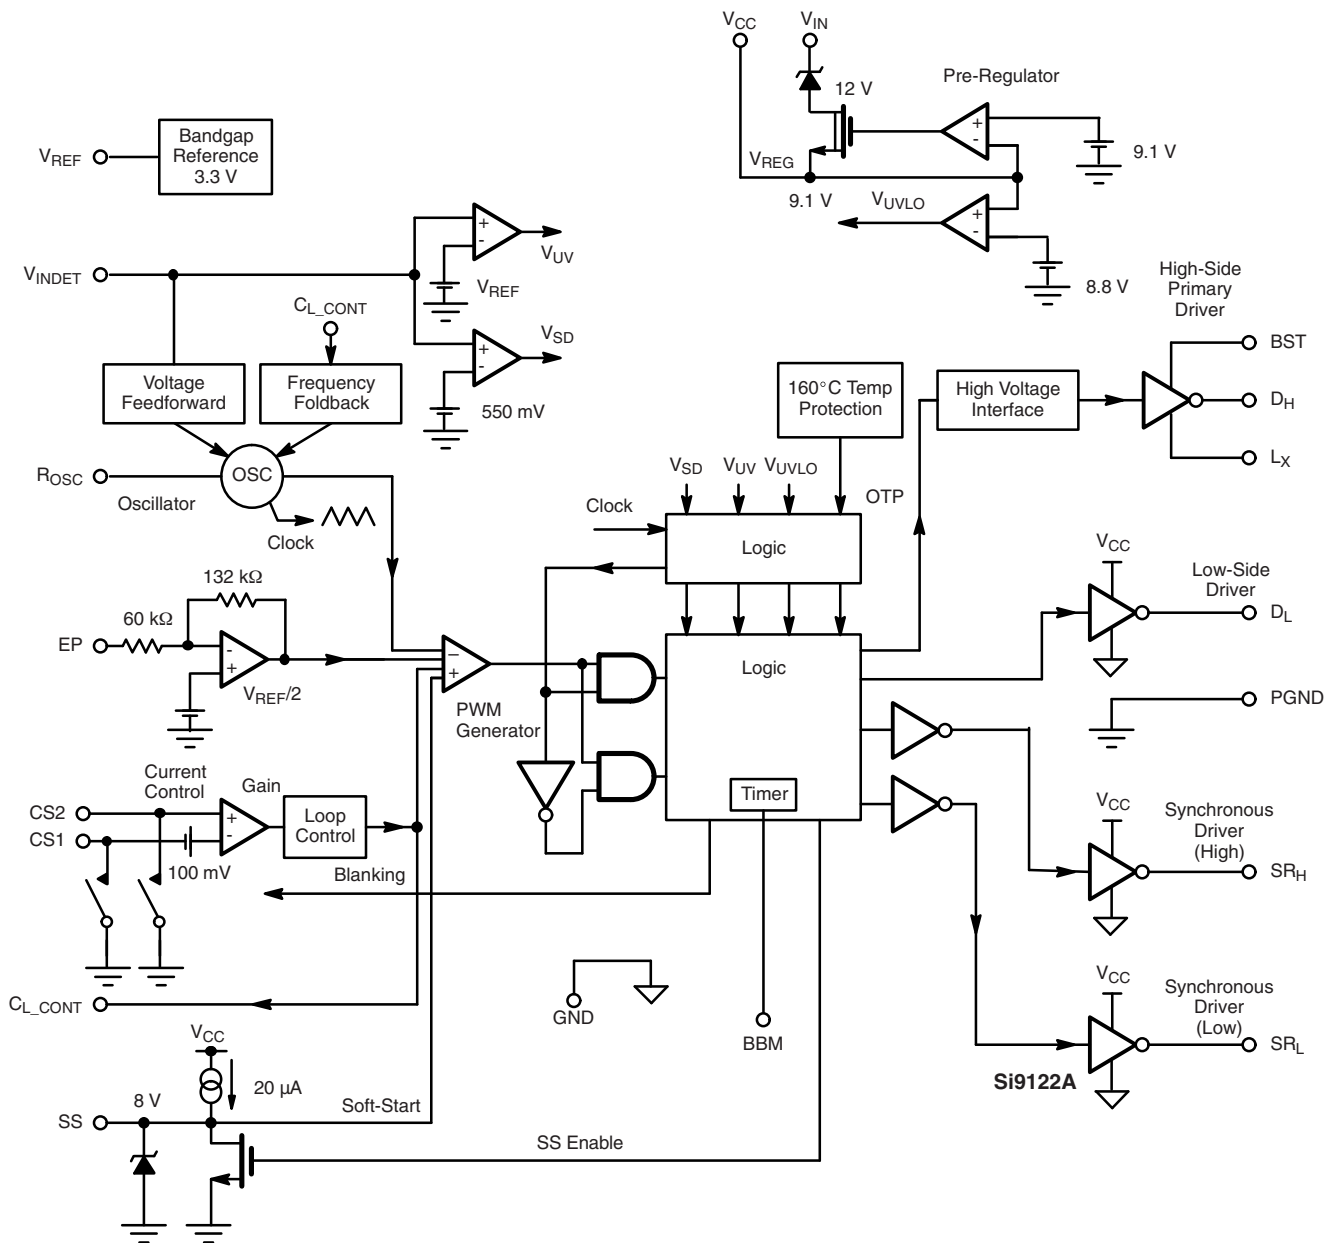 VCC
VIN
Pre-Regulator
12 V
+
-
9.1 V
VREG
9.1 V
VUVLO
+
-
8.8 V
VREF
Bandgap
Reference
3.3 V
VINDET
+
-
VUV
VREF
CL_CONT
+
-
VSD
550 mV
Voltage
Feedforward
Frequency
Foldback
ROSC
OSC
Oscillator
Clock
160°C Temp
Protection
High Voltage
Interface
High-Side
Primary
Driver
BST
DH
LX
VSD
VUV
VUVLO
OTP
Clock
Logic
132 kΩ
60 kΩ
EP
-
+
VREF/2
–
+
PWM
Generator
Logic
Timer
VCC
Low-Side
Driver
DL
PGND
Current
Control
Gain
CS2
CS1
+
-
100 mV
Loop
Control
Blanking
VCC
Synchronous
Driver
(High)
SRH
CL_CONT
GND
BBM
VCC
Synchronous
Driver
(Low)
SRL
Si9122A
VCC
20 µA
8 V
SS
Soft-Start
SS Enable